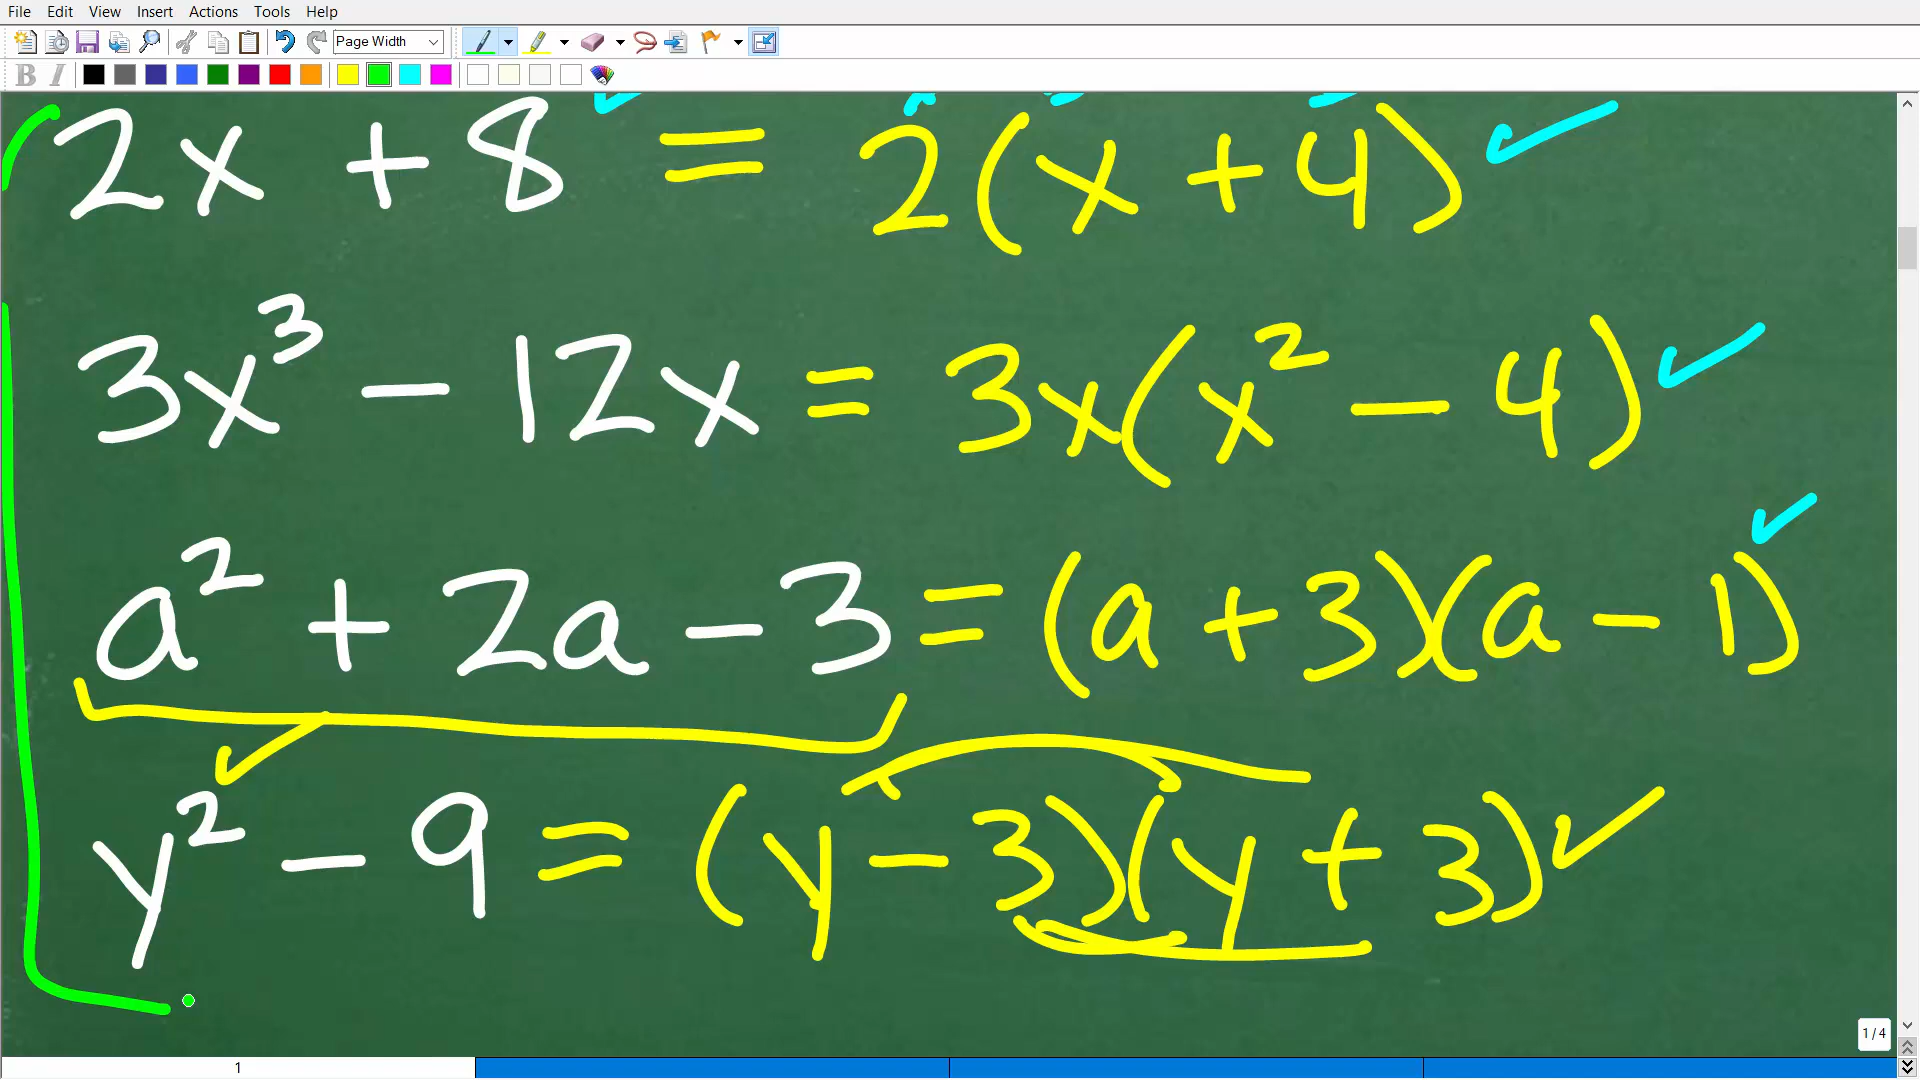 File Edit View Insert Actions Tools Help
Page Width
B I
2x + 8 = 2(x + 4)
3x³ - 12x = 3x(x² - 4)
a² + 2a - 3 = (a + 3)(a - 1)
y² - 9 = (y - 3)(y + 3)
1 / 4
1